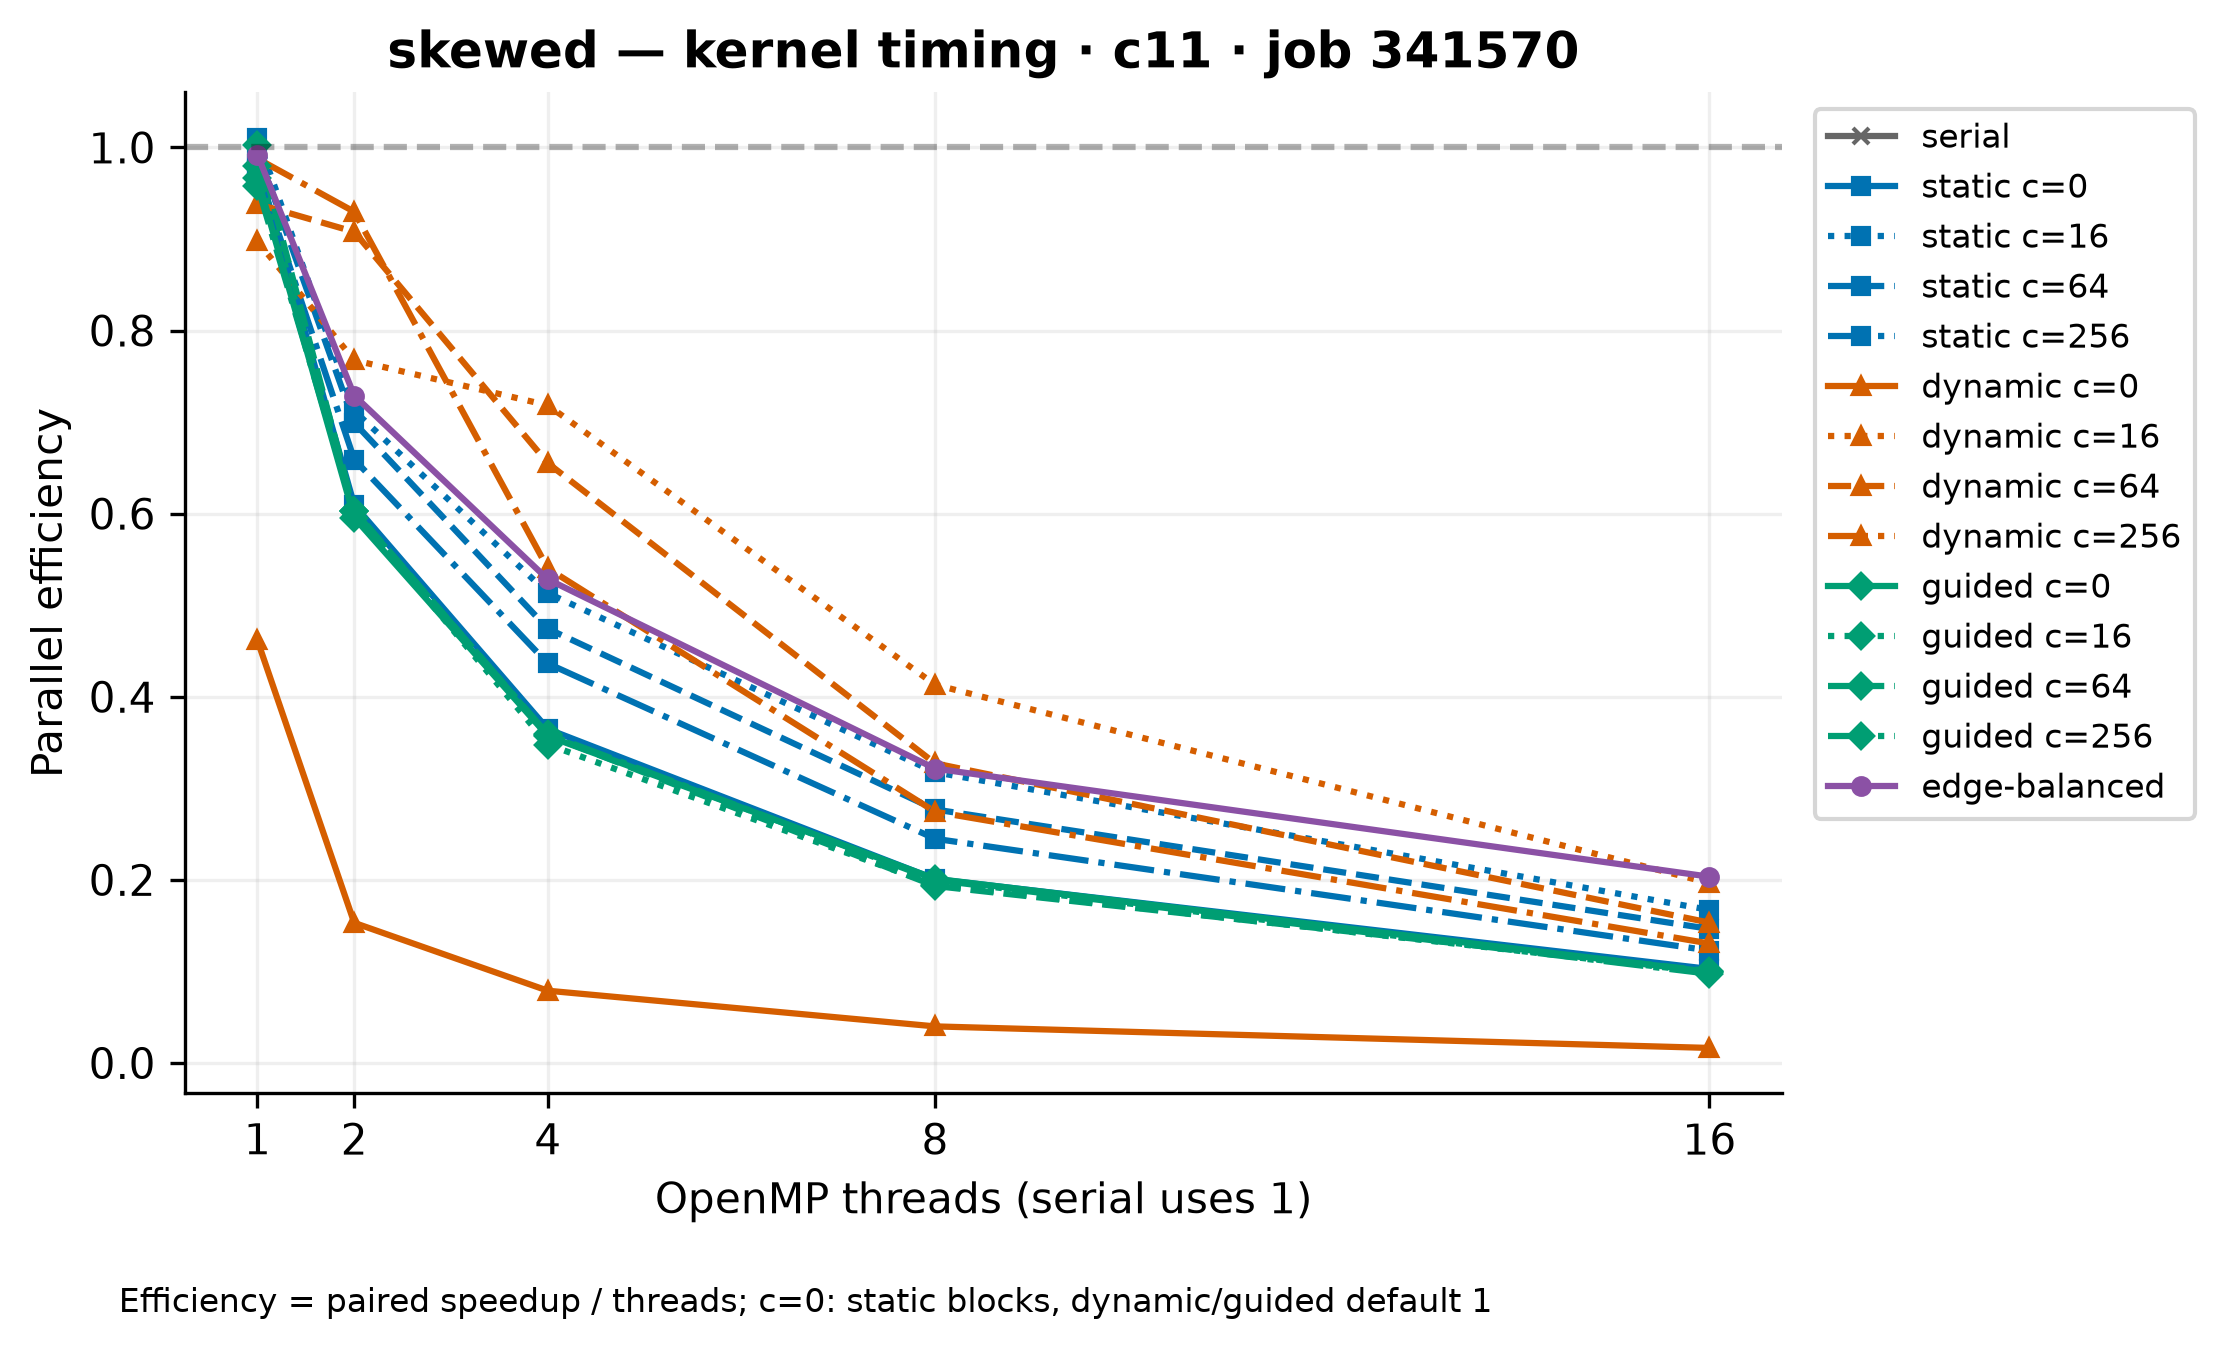 skewed — kernel timing · c11 · job 341570
Parallel efficiency
1.0
0.8
0.6
0.4
0.2
0.0
1 2 4 8 16
OpenMP threads (serial uses 1)
serial
static c=0
static c=16
static c=64
static c=256
dynamic c=0
dynamic c=16
dynamic c=64
dynamic c=256
guided c=0
guided c=16
guided c=64
guided c=256
edge-balanced
Efficiency = paired speedup / threads; c=0: static blocks, dynamic/guided default 1